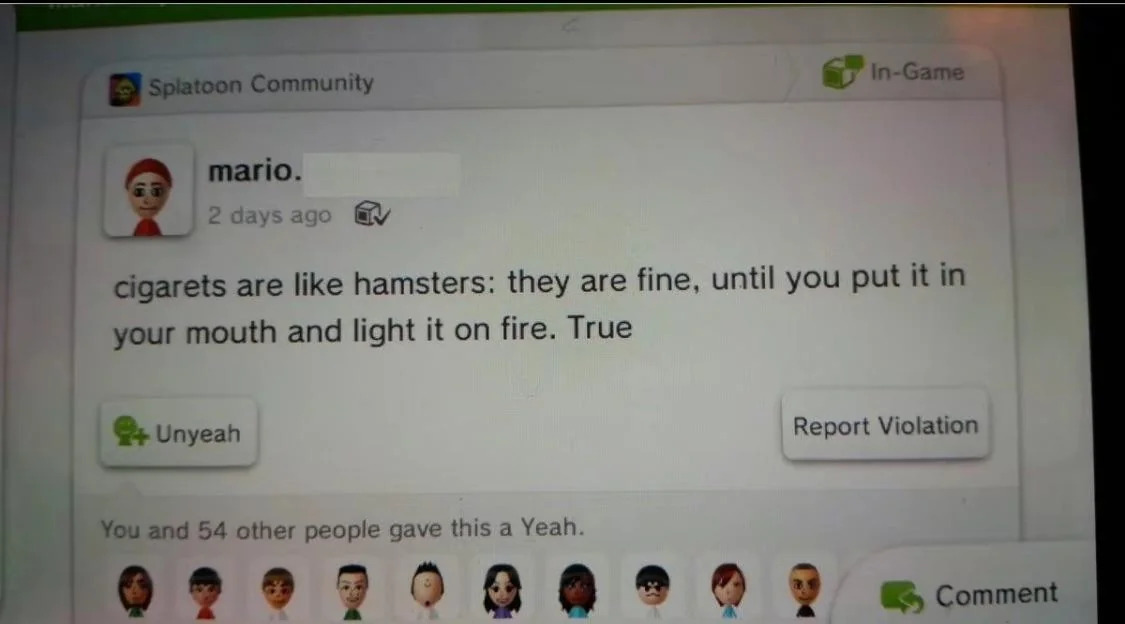 Splatoon Community
In-Game
mario.
2 days ago
cigarets are like hamsters: they are fine, until you put it in
your mouth and light it on fire. True
Unyeah
Report Violation
You and 54 other people gave this a Yeah.
Comment